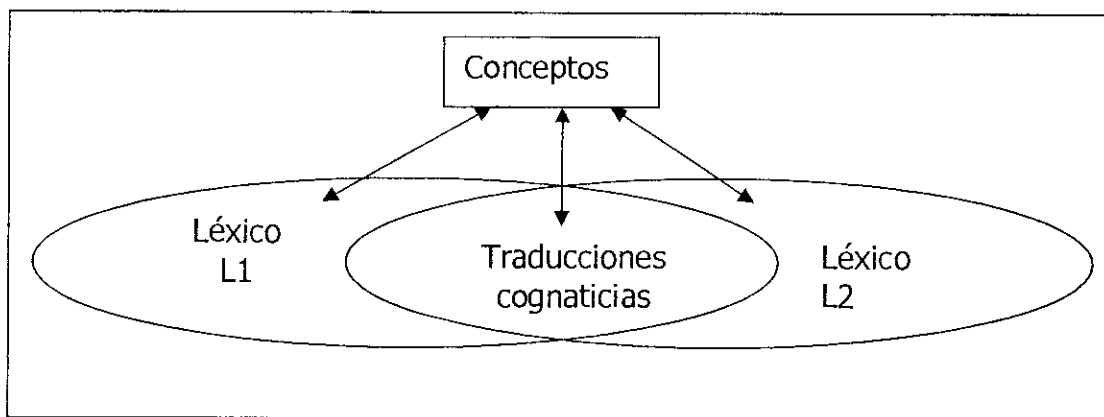 Conceptos
Léxico
L1
Traducciones
cognaticias
Léxico
L2